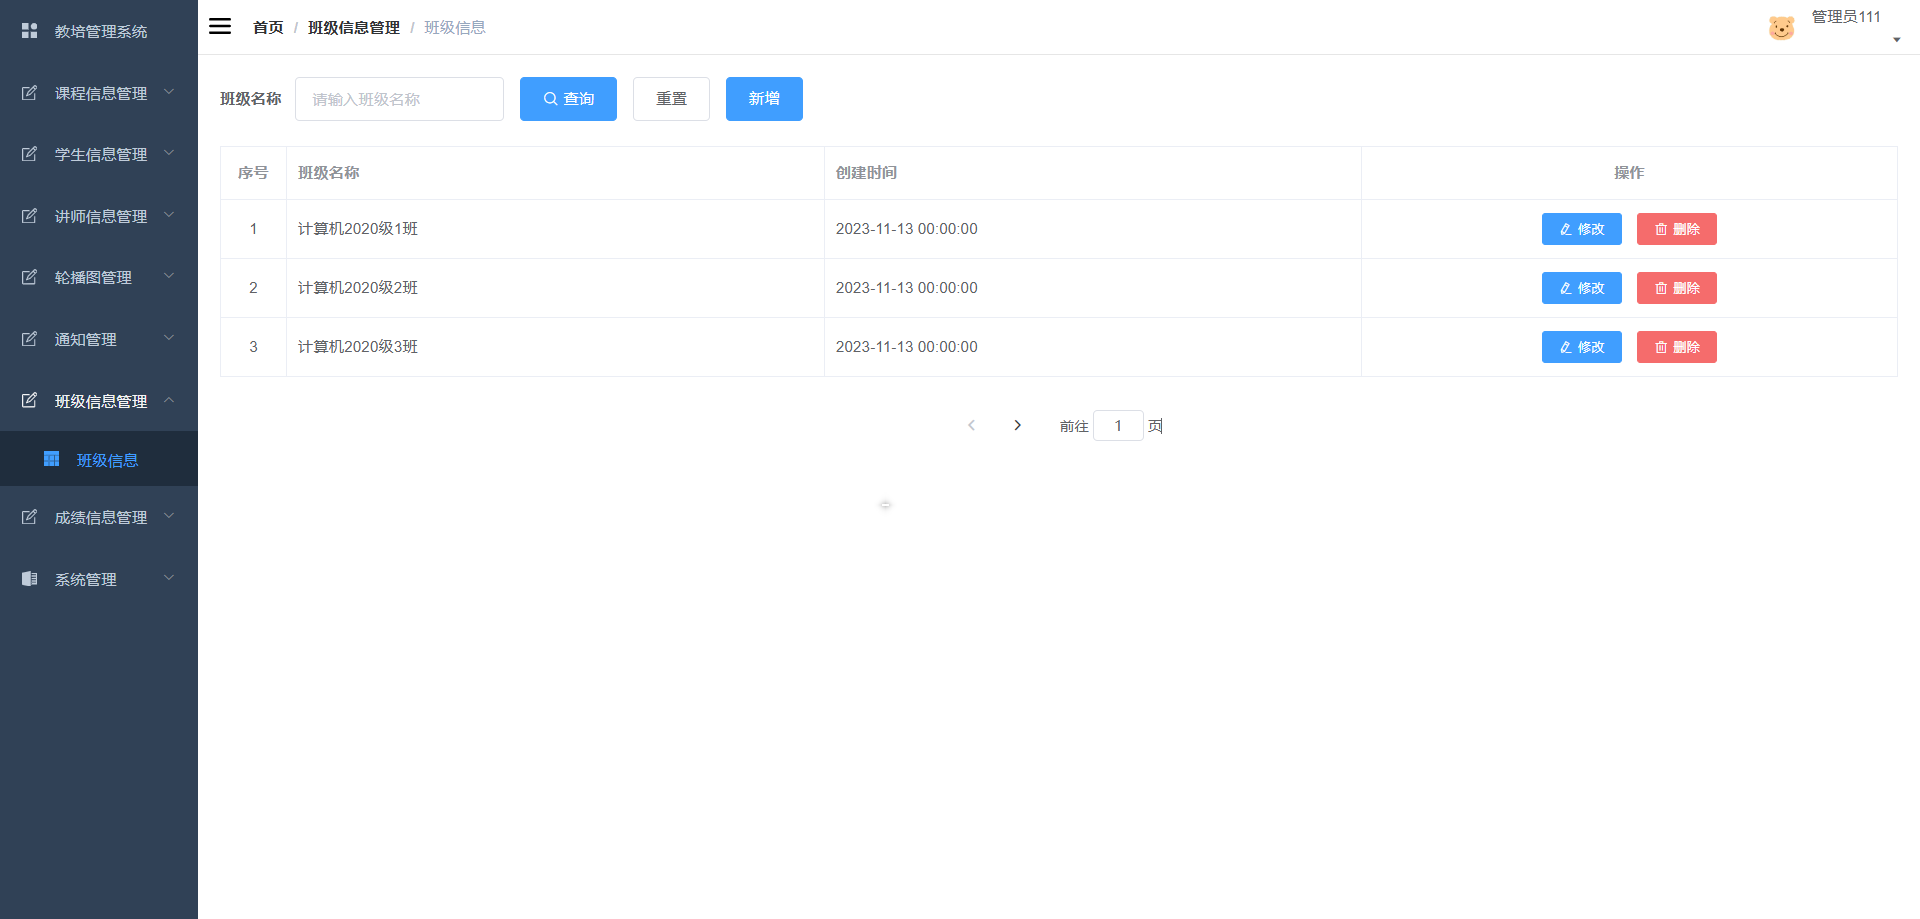 教培管理系统
课程信息管理
学生信息管理
讲师信息管理
轮播图管理
通知管理
班级信息管理
班级信息
成绩信息管理
系统管理
首页 / 班级信息管理 / 班级信息
管理员111
班级名称 请输入班级名称 查询 重置 新增
序号 班级名称 创建时间 操作
1 计算机2020级1班 2023-11-13 00:00:00 修改 删除
2 计算机2020级2班 2023-11-13 00:00:00 修改 删除
3 计算机2020级3班 2023-11-13 00:00:00 修改 删除
前往 1 页